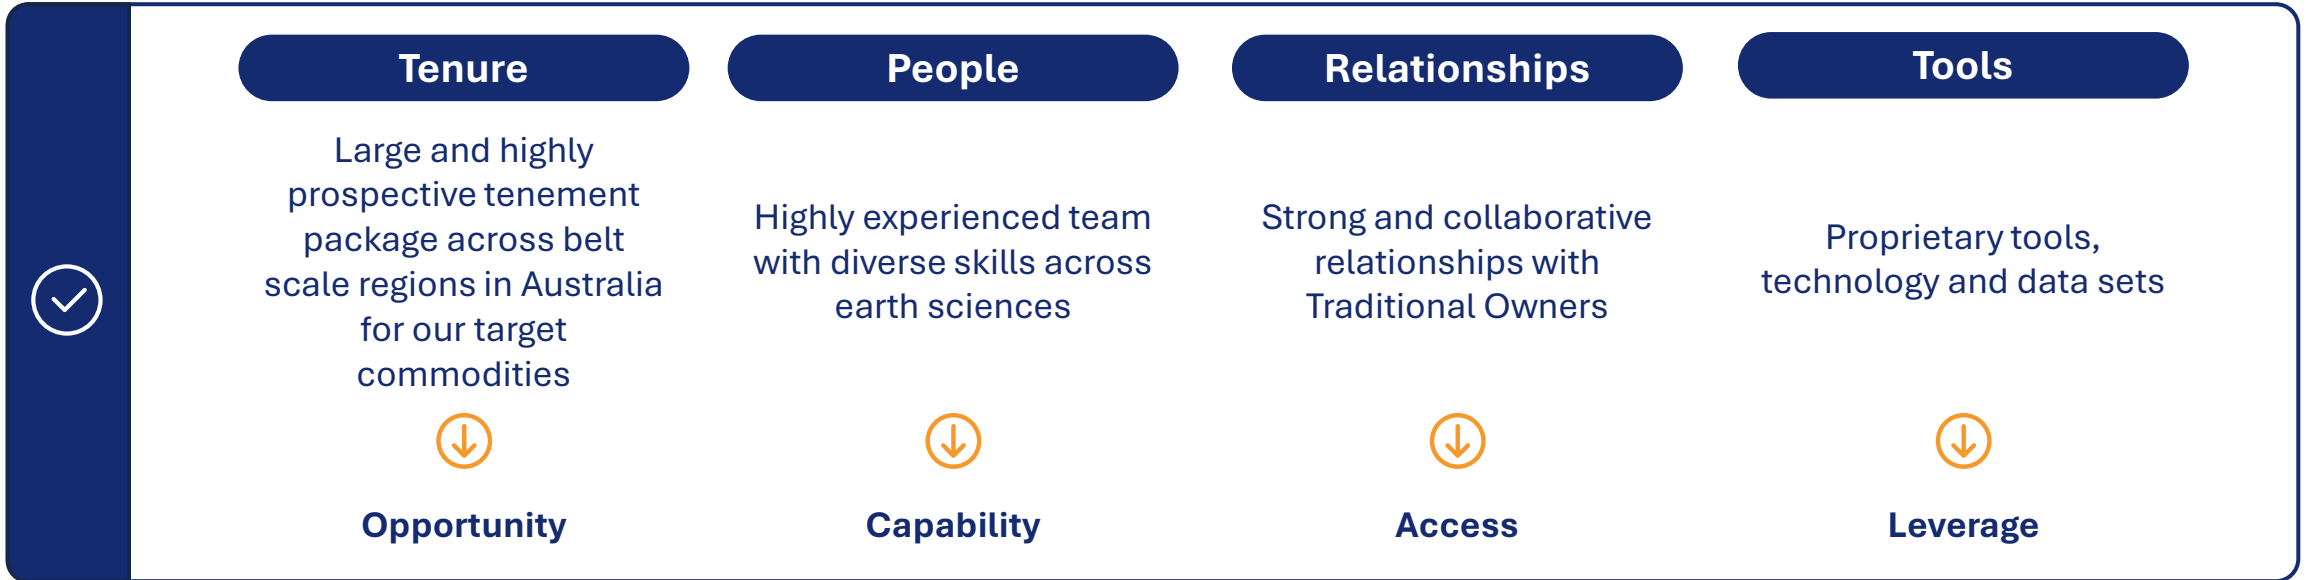 Tenure
Large and highly
prospective tenement
package across belt
scale regions in Australia
for our target
commodities
Opportunity
People
Highly experienced team
with diverse skills across
earth sciences
Capability
Relationships
Strong and collaborative
relationships with
Traditional Owners
Access
Tools
Proprietary tools,
technology and data sets
Leverage